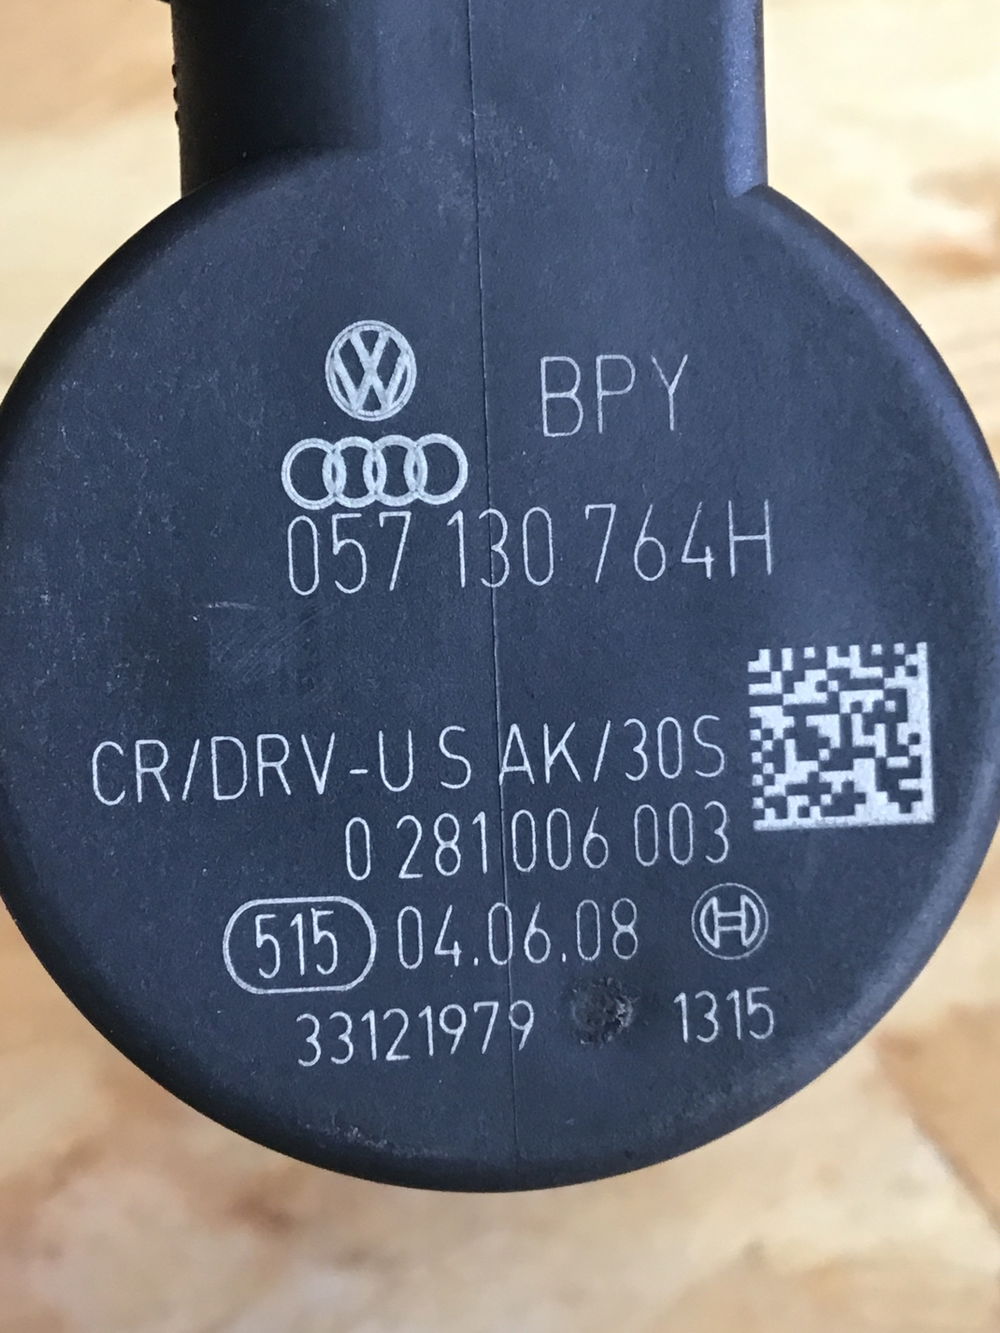 BPY
057 130 764H
CR/DRV-U S AK/30S
0 281 006 003
515 04.06.08
33121979 1315